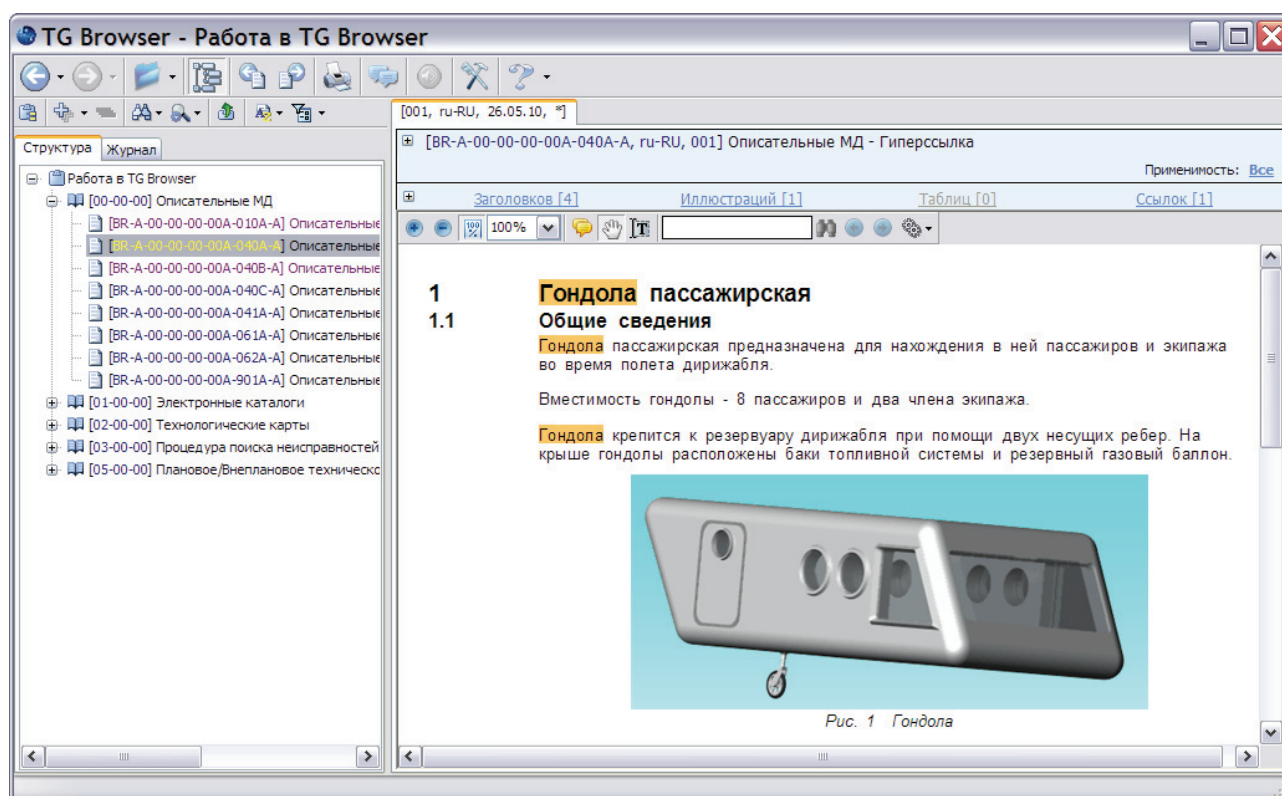 TG Browser - Работа в TG Browser
[001, ru-RU, 26.05.10, *]
Структура Журнал
[BR-A-00-00-00-00A-040A-A, ru-RU, 001] Описательные МД - Гиперссылка
Применимость: Все
Заголовков [4] Иллюстраций [1] Таблиц [0] Ссылок [1]
100%
Работа в TG Browser
[00-00-00] Описательные МД
[BR-A-00-00-00-00A-010A-A] Описательные
[BR-A-00-00-00-00A-040A-A] Описательные
[BR-A-00-00-00-00A-040B-A] Описательные
[BR-A-00-00-00-00A-040C-A] Описательные
[BR-A-00-00-00-00A-041A-A] Описательные
[BR-A-00-00-00-00A-061A-A] Описательные
[BR-A-00-00-00-00A-062A-A] Описательные
[BR-A-00-00-00-00A-901A-A] Описательные
[01-00-00] Электронные каталоги
[02-00-00] Технологические карты
[03-00-00] Процедура поиска неисправностей
[05-00-00] Плановое/Внеплановое техническо
1 Гондола пассажирская
1.1 Общие сведения
Гондола пассажирская предназначена для нахождения в ней пассажиров и экипажа
во время полета дирижабля.
Вместимость гондолы - 8 пассажиров и два члена экипажа.
Гондола крепится к резервуару дирижабля при помощи двух несущих ребер. На
крыше гондолы расположены баки топливной системы и резервный газовый баллон.
Рис. 1 Гондола